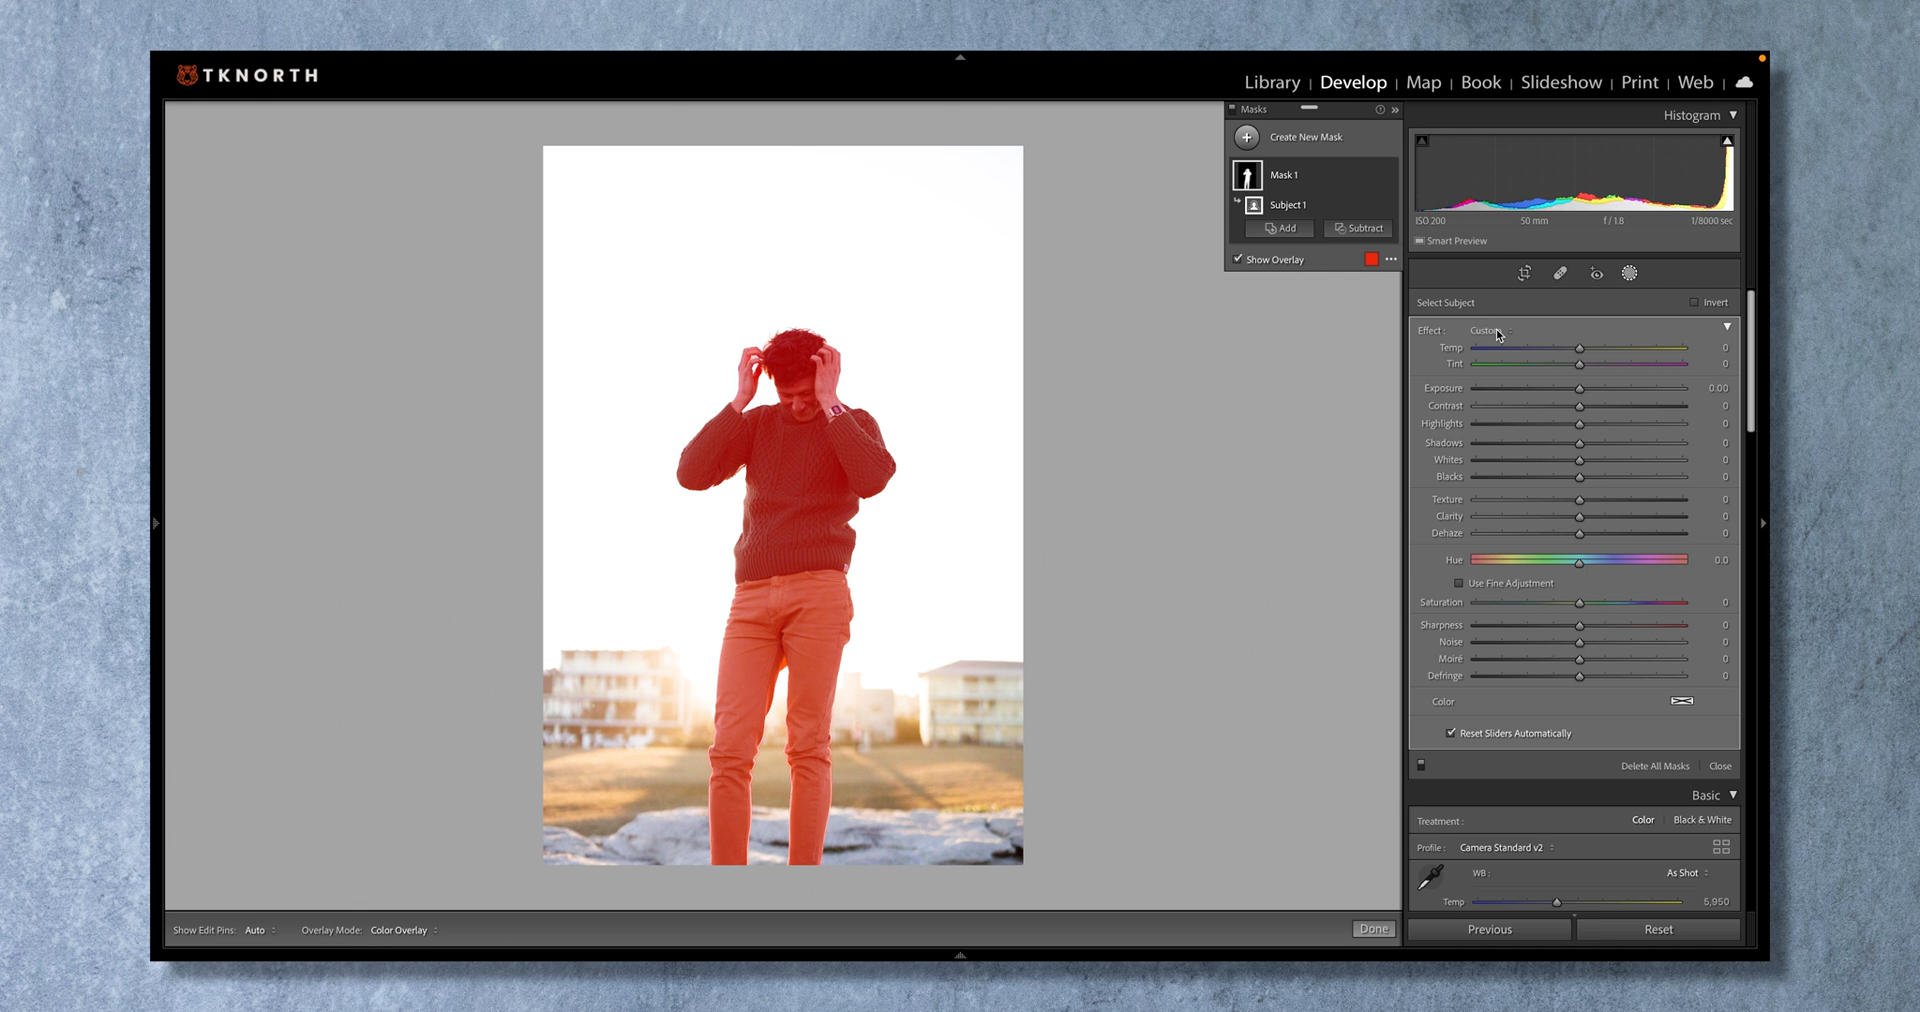 TKNORTH
Library | Develop | Map | Book | Slideshow | Print | Web |
Masks
Create New Mask
Mask 1
Subject 1
Add
Subtract
Show Overlay
Histogram
ISO 200
50 mm
f / 1.8
1/8000 sec
Smart Preview
Select Subject
Invert
Effect :
Temp 0
Tint 0
Exposure 0.00
Contrast 0
Highlights 0
Shadows 0
Whites 0
Blacks 0
Texture 0
Clarity 0
Dehaze 0
Hue 0.0
Use Fine Adjustment
Saturation 0
Sharpness 0
Noise 0
Moiré 0
Defringe 0
Color
Reset Sliders Automatically
Delete All Masks
Close
Basic
Treatment :
Color
Black & White
Profile : Camera Standard v2
WB :
As Shot
Temp 5,950
Show Edit Pins: Auto
Overlay Mode: Color Overlay
Done
Previous
Reset